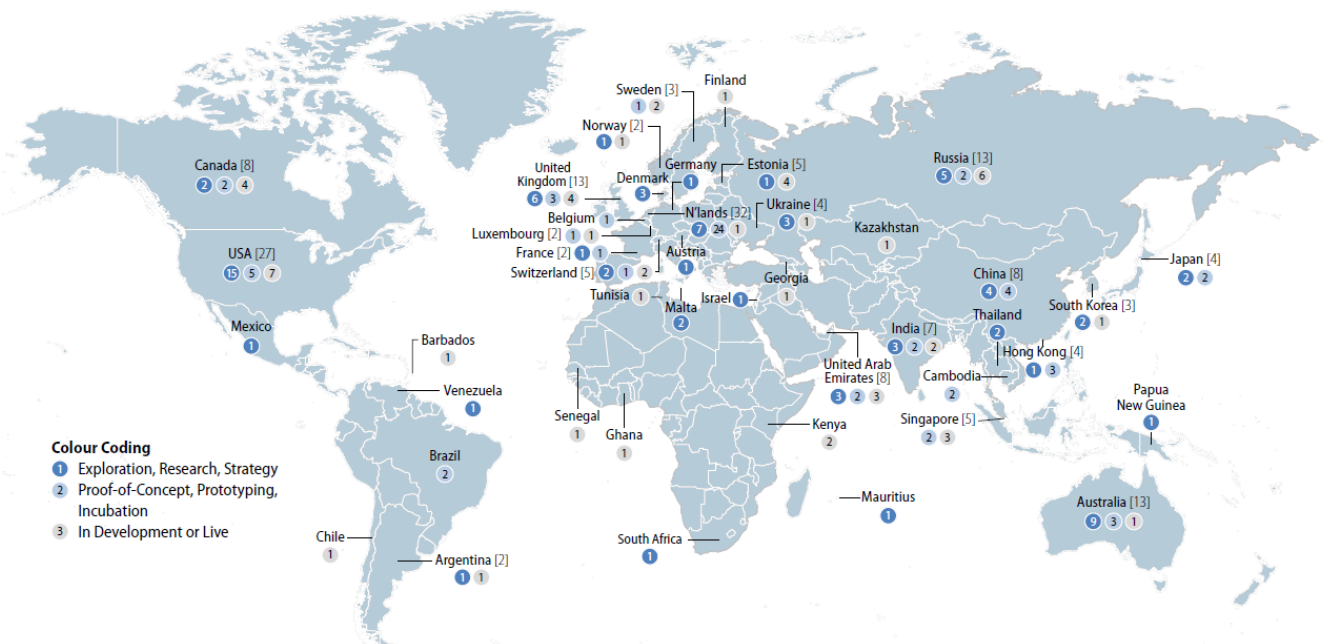 Finland
1
Sweden [3]
1 2
Norway [2]
1 1
Canada [8]
2 2 4
United
Kingdom [13]
6 3 4
Denmark
3
Germany
1
Estonia [5]
1 4
Russia [13]
5 2 6
Belgium 1
N'lands [32]
7 24 1
Ukraine [4]
3 1
Kazakhstan
1
Luxembourg [2] 1 1
France [2] 1 1
Austria
1
USA [27]
15 5 7
Switzerland [5] 2 1 2
Georgia
1
China [8]
4 4
Japan [4]
2 2
Tunisia 1
Malta
2
Israel 1
South Korea [3]
2 1
Thailand
2
Mexico
1
India [7]
3 2 2
Barbados
1
Hong Kong [4]
1 3
United Arab
Emirates [8]
3 2 3
Cambodia
2
Venezuela
1
Papua
New Guinea
1
Senegal
1
Ghana
1
Kenya
2
Singapore [5]
2 3
Colour Coding
1 Exploration, Research, Strategy
2 Proof-of-Concept, Prototyping,
Incubation
3 In Development or Live
Brazil
2
Mauritius
1
Australia [13]
9 3 1
Chile
1
South Africa
1
Argentina [2]
1 1